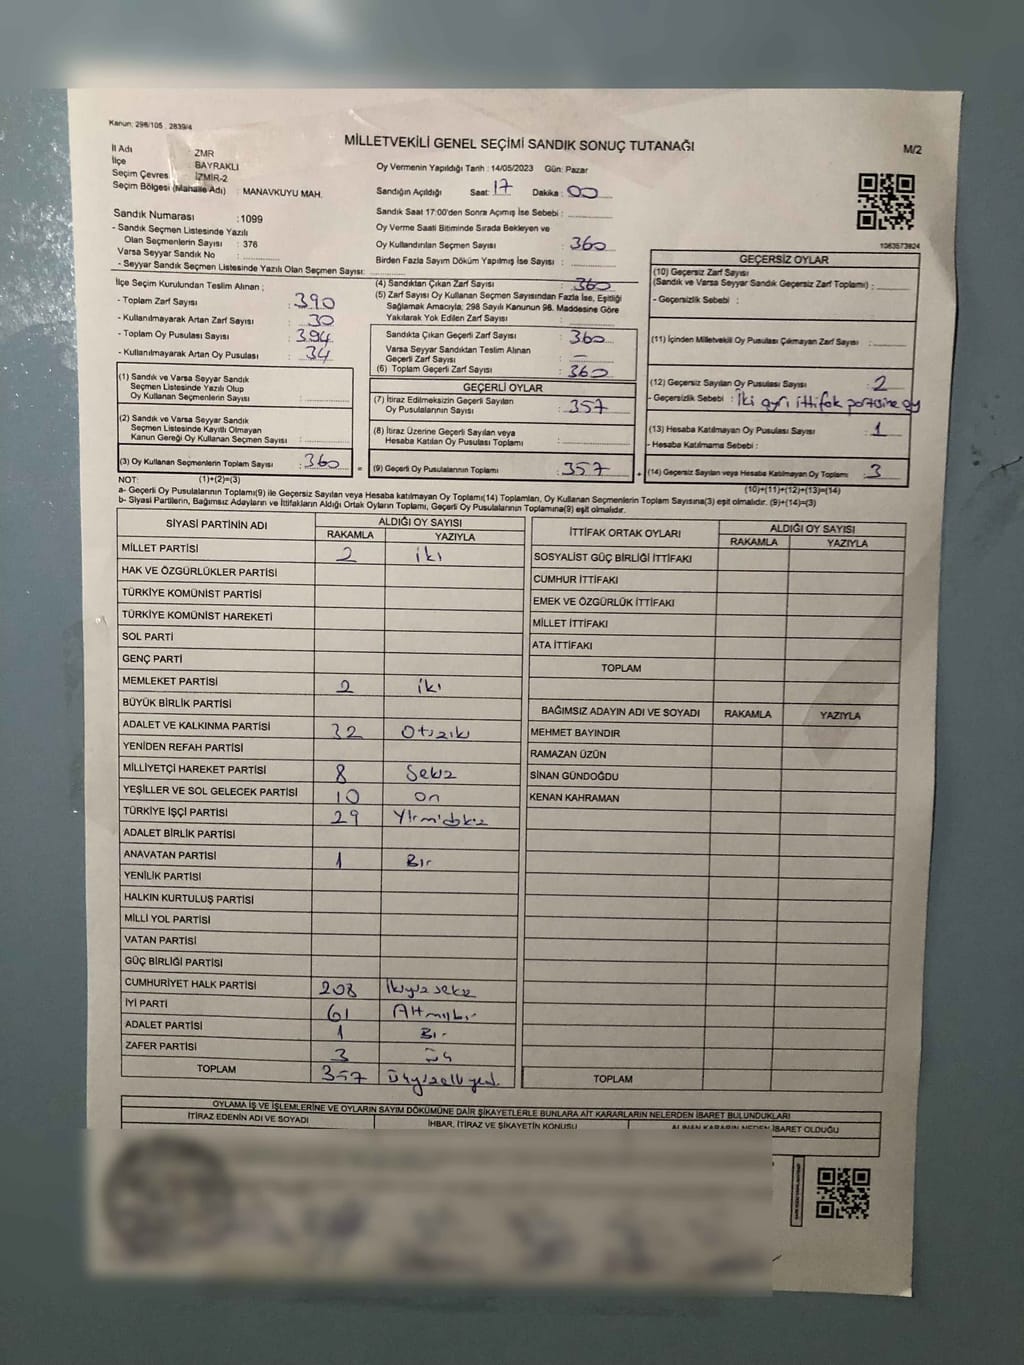 Kanun: 298/105 , 2839/4
MİLLETVEKİLİ GENEL SEÇİMİ SANDIK SONUÇ TUTANAĞI
M/2
İl Adı : ZMR
İlçe : BAYRAKLI
Seçim Çevres : İZMİR-2
Seçim Bölgesi (Mahalle Adı) : MANAVKUYU MAH.
Oy Vermenin Yapıldığı Tarih : 14/05/2023 Gün: Pazar
Sandığın Açıldığı Saat: 17 Dakika : 00
Sandık Numarası : 1099
- Sandık Seçmen Listesinde Yazılı
Olan Seçmenlerin Sayısı : 376
Varsa Seyyar Sandık No
- Seyyar Sandık Seçmen Listesinde Yazılı Olan Seçmen Sayısı:
Sandık Saat 17:00'den Sonra Açımış İse Sebebi :
Oy Verme Saati Bitiminde Sırada Bekleyen ve
Oy Kullandırılan Seçmen Sayısı : 360
Birden Fazla Sayım Döküm Yapılmış İse Sayısı :
1063573824
İlçe Seçim Kurulundan Teslim Alınan ;
- Toplam Zarf Sayısı : 390
- Kullanılmayarak Artan Zarf Sayısı : 30
- Toplam Oy Pusulası Sayısı : 394
- Kullanılmayarak Artan Oy Pusulası : 34
(4) Sandıktan Çıkan Zarf Sayısı : 360
(5) Zarf Sayısı Oy Kullanan Seçmen Sayısından Fazla İse, Eşitliği
Sağlamak Amacıyla; 298 Sayılı Kanunun 98. Maddesine Göre
Yakılarak Yok Edilen Zarf Sayısı :
Sandıkta Çıkan Geçerli Zarf Sayısı : 360
Varsa Seyyar Sandıktan Teslim Alınan
Geçerli Zarf Sayısı : –
(6) Toplam Geçerli Zarf Sayısı : 360
GEÇERSİZ OYLAR
(10) Geçersiz Zarf Sayısı
(Sandık ve Varsa Seyyar Sandık Geçersiz Zarf Toplamı) :
- Geçersizlik Sebebi :
(11) İçinden Milletvekili Oy Pusulası Çıkmayan Zarf Sayısı :
(12) Geçersiz Sayılan Oy Pusulası Sayısı : 2
- Geçersizlik Sebebi : İki ayrı ittifak partisine oy
(13) Hesaba Katılmayan Oy Pusulası Sayısı : 1
- Hesaba Katılmama Sebebi :
(14) Geçersiz Sayılan veya Hesaba Katılmayan Oy Toplamı : 3
(10)+(11)+(12)+(13)=(14)
(1) Sandık ve Varsa Seyyar Sandık
Seçmen Listesinde Yazılı Olup
Oy Kullanan Seçmenlerin Sayısı :
(2) Sandık ve Varsa Seyyar Sandık
Seçmen Listesinde Kayıtlı Olmayan
Kanun Gereği Oy Kullanan Seçmen Sayısı :
(3) Oy Kullanan Seçmenlerin Toplam Sayısı : 360
(1)+(2)=(3)
GEÇERLİ OYLAR
(7) İtiraz Edilmeksizin Geçerli Sayılan
Oy Pusulalarının Sayısı : 357
(8) İtiraz Üzerine Geçerli Sayılan veya
Hesaba Katılan Oy Pusulası Toplamı :
(9) Geçerli Oy Pusulalarının Toplamı : 357
NOT:
a- Geçerli Oy Pusulalarının Toplamı(9) ile Geçersiz Sayılan veya Hesaba katılmayan Oy Toplamı(14) Toplamları, Oy Kullanan Seçmenlerin Toplam Sayısına(3) eşit olmalıdır. (9)+(14)=(3)
b- Siyasi Partilerin, Bağımsız Adayların ve İttifakların Aldığı Ortak Oyların Toplamı, Geçerli Oy Pusulalarının Toplamına(9) eşit olmalıdır.
SİYASİ PARTİNİN ADI ALDIĞI OY SAYISI
RAKAMLA YAZIYLA
MİLLET PARTİSİ 2 iki
HAK VE ÖZGÜRLÜKLER PARTİSİ
TÜRKİYE KOMÜNİST PARTİSİ
TÜRKİYE KOMÜNİST HAREKETİ
SOL PARTİ
GENÇ PARTİ
MEMLEKET PARTİSİ 2 iki
BÜYÜK BİRLİK PARTİSİ
ADALET VE KALKINMA PARTİSİ 32 Otuziki
YENİDEN REFAH PARTİSİ
MİLLİYETÇİ HAREKET PARTİSİ 8 Sekiz
YEŞİLLER VE SOL GELECEK PARTİSİ 10 on
TÜRKİYE İŞÇİ PARTİSİ 29 Yirmidokuz
ADALET BİRLİK PARTİSİ
ANAVATAN PARTİSİ 1 Bir
YENİLİK PARTİSİ
HALKIN KURTULUŞ PARTİSİ
MİLLİ YOL PARTİSİ
VATAN PARTİSİ
GÜÇ BİRLİĞİ PARTİSİ
CUMHURİYET HALK PARTİSİ 208 İkiyüzsekiz
İYİ PARTİ 61 Altmışbir
ADALET PARTİSİ 1 Bir
ZAFER PARTİSİ 3 Üç
TOPLAM 357 Üçyüzelliyedi
İTTİFAK ORTAK OYLARI ALDIĞI OY SAYISI
RAKAMLA YAZIYLA
SOSYALİST GÜÇ BİRLİĞİ İTTİFAKI
CUMHUR İTTİFAKI
EMEK VE ÖZGÜRLÜK İTTİFAKI
MİLLET İTTİFAKI
ATA İTTİFAKI
TOPLAM
BAĞIMSIZ ADAYIN ADI VE SOYADI RAKAMLA YAZIYLA
MEHMET BAYINDIR
RAMAZAN ÜZÜN
SİNAN GÜNDOĞDU
KENAN KAHRAMAN
TOPLAM
OYLAMA İŞ VE İŞLEMLERİNE VE OYLARIN SAYIM DÖKÜMÜNE DAİR ŞİKAYETLERLE BUNLARA AİT KARARLARIN NELERDEN İBARET BULUNDUKLARI
İTİRAZ EDENİN ADI VE SOYADI İHBAR, İTİRAZ VE ŞİKAYETİN KONUSU ALINAN KARARIN NEDEN İBARET OLDUĞU